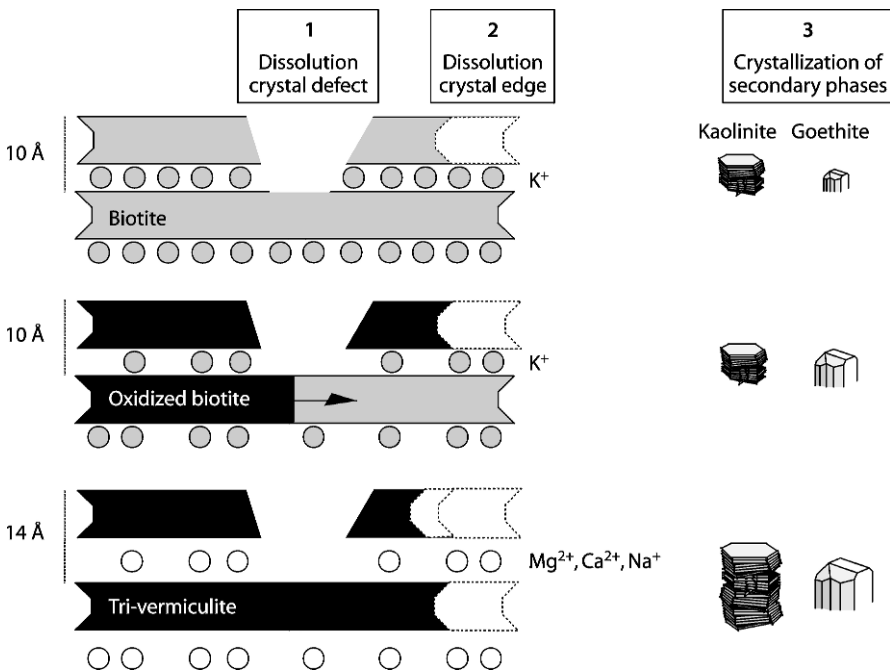 1
Dissolution
crystal defect
2
Dissolution
crystal edge
3
Crystallization of
secondary phases
Kaolinite Goethite
10 Å
K⁺
Biotite
10 Å
K⁺
Oxidized biotite
14 Å
Mg²⁺, Ca²⁺, Na⁺
Tri-vermiculite